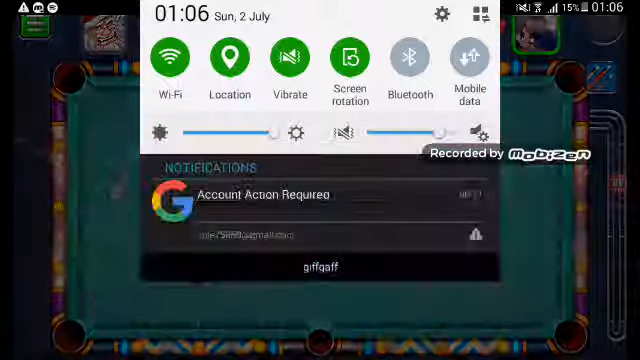 01:06 Sun, 2 July
15% 01:06
Wi-Fi
Location
Vibrate
Screen rotation
Bluetooth
Mobile data
Recorded by Mobizen
NOTIFICATIONS
Account Action Required
giffgaff